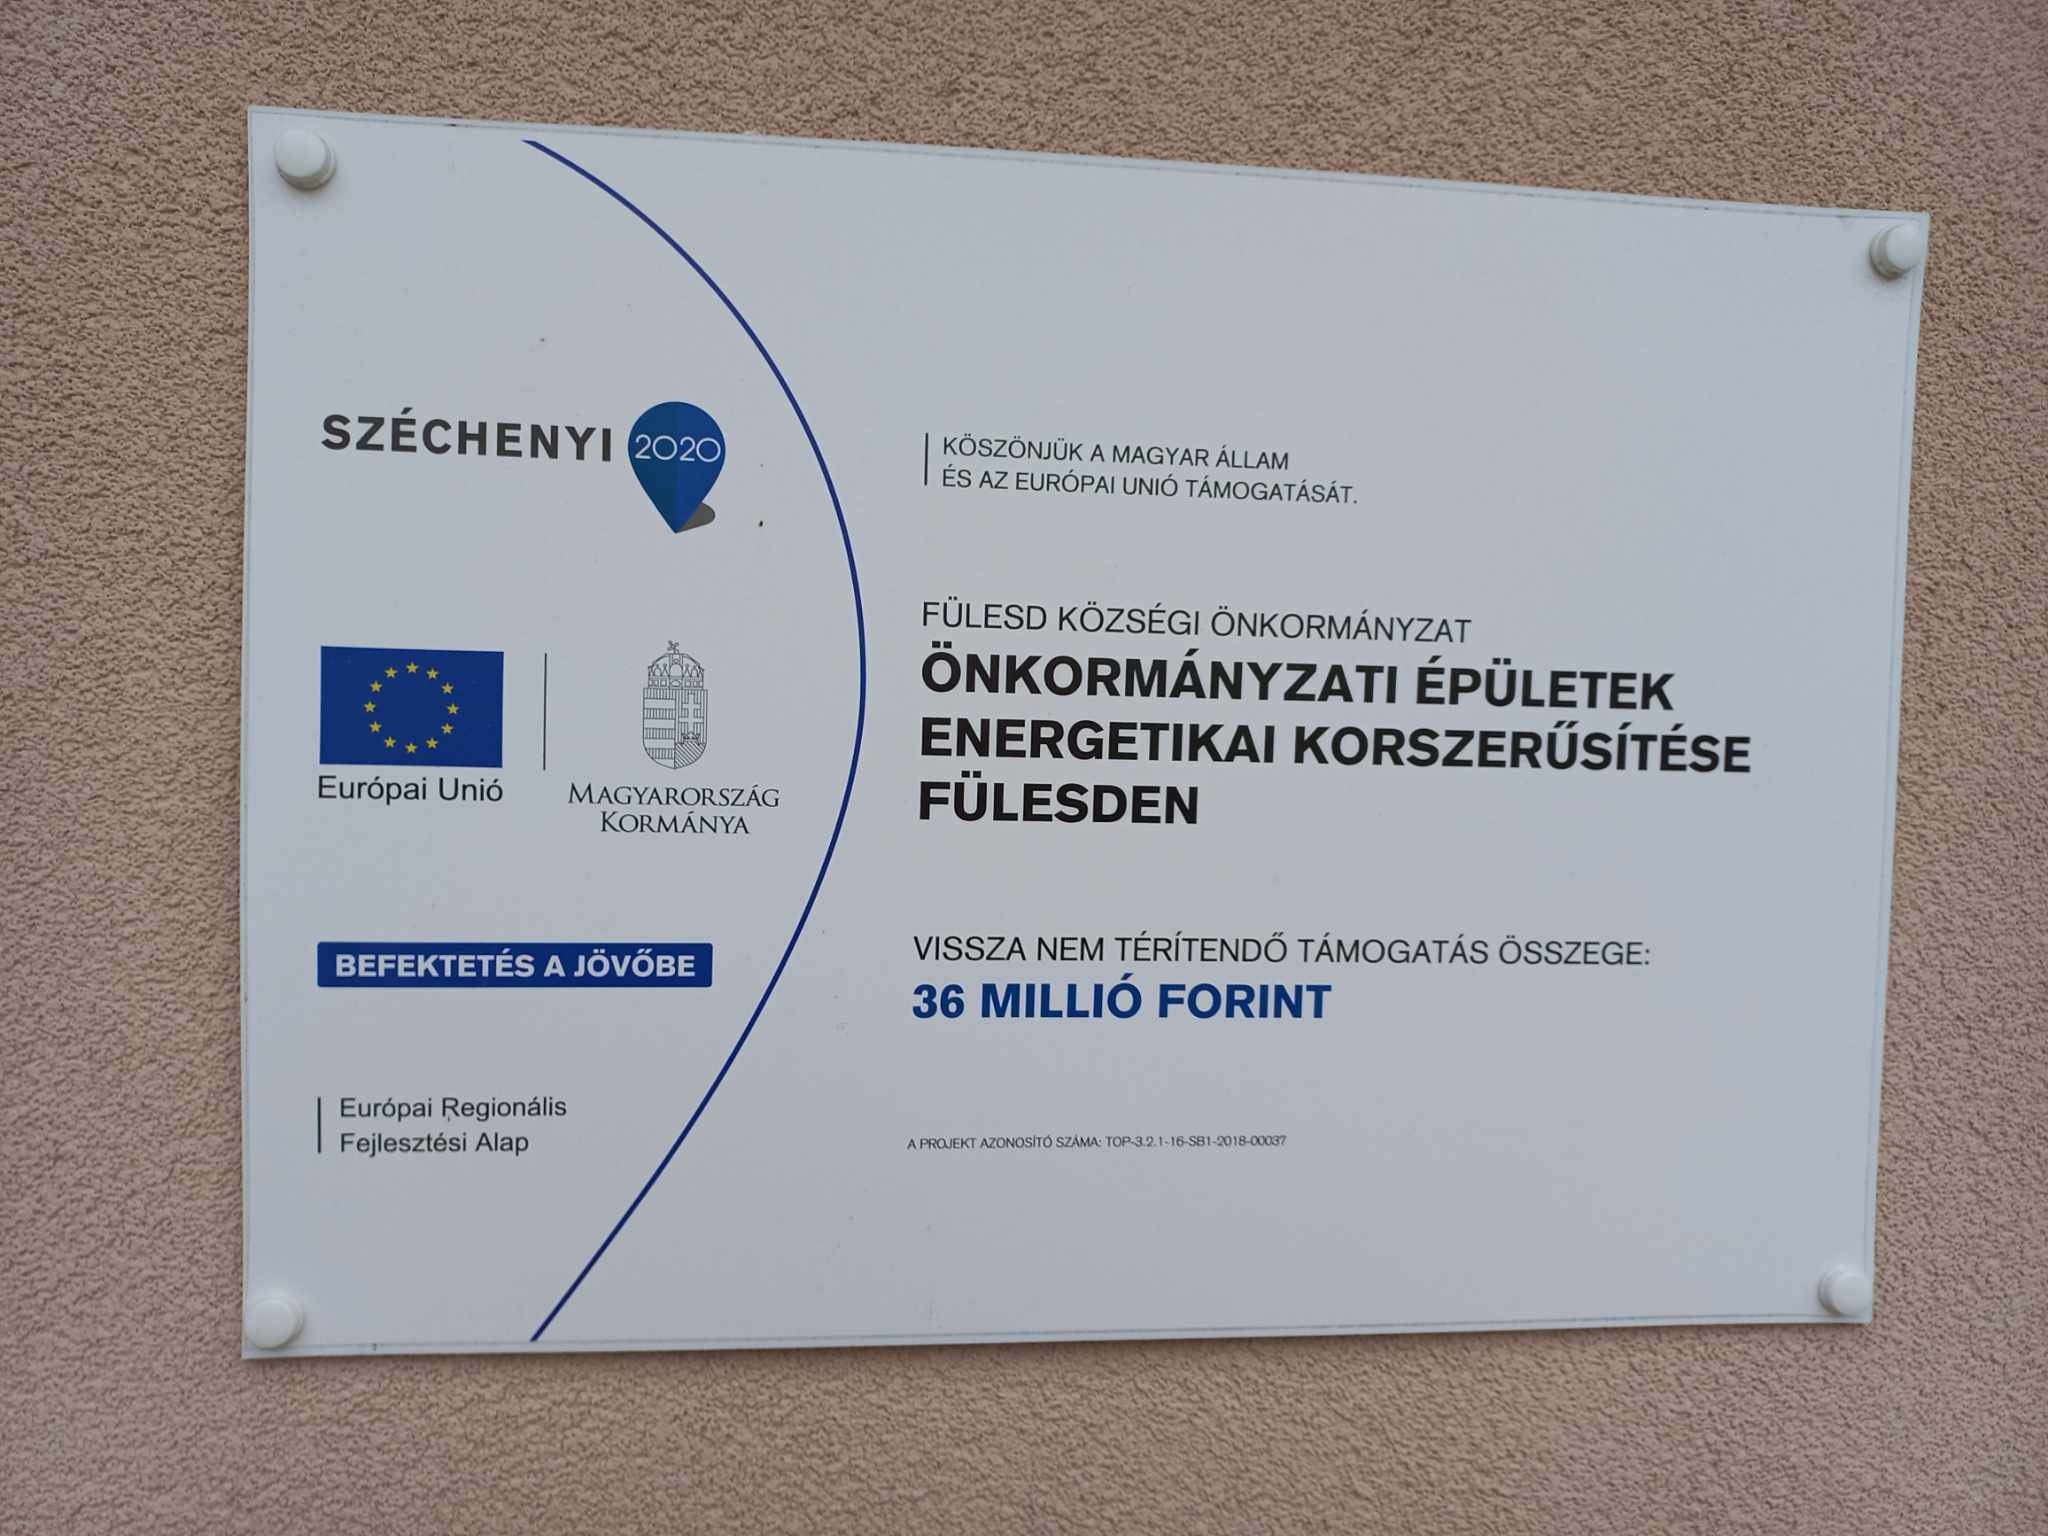 SZÉCHENYI 2020
Európai Unió
MAGYARORSZÁG
KORMÁNYA
BEFEKTETÉS A JÖVŐBE
Európai Regionális
Fejlesztési Alap
KÖSZÖNJÜK A MAGYAR ÁLLAM
ÉS AZ EURÓPAI UNIÓ TÁMOGATÁSÁT.
FÜLESD KÖZSÉGI ÖNKORMÁNYZAT
ÖNKORMÁNYZATI ÉPÜLETEK
ENERGETIKAI KORSZERŰSÍTÉSE
FÜLESDEN
VISSZA NEM TÉRÍTENDŐ TÁMOGATÁS ÖSSZEGE:
36 MILLIÓ FORINT
A PROJEKT AZONOSÍTÓ SZÁMA: TOP-3.2.1-16-SB1-2018-00037